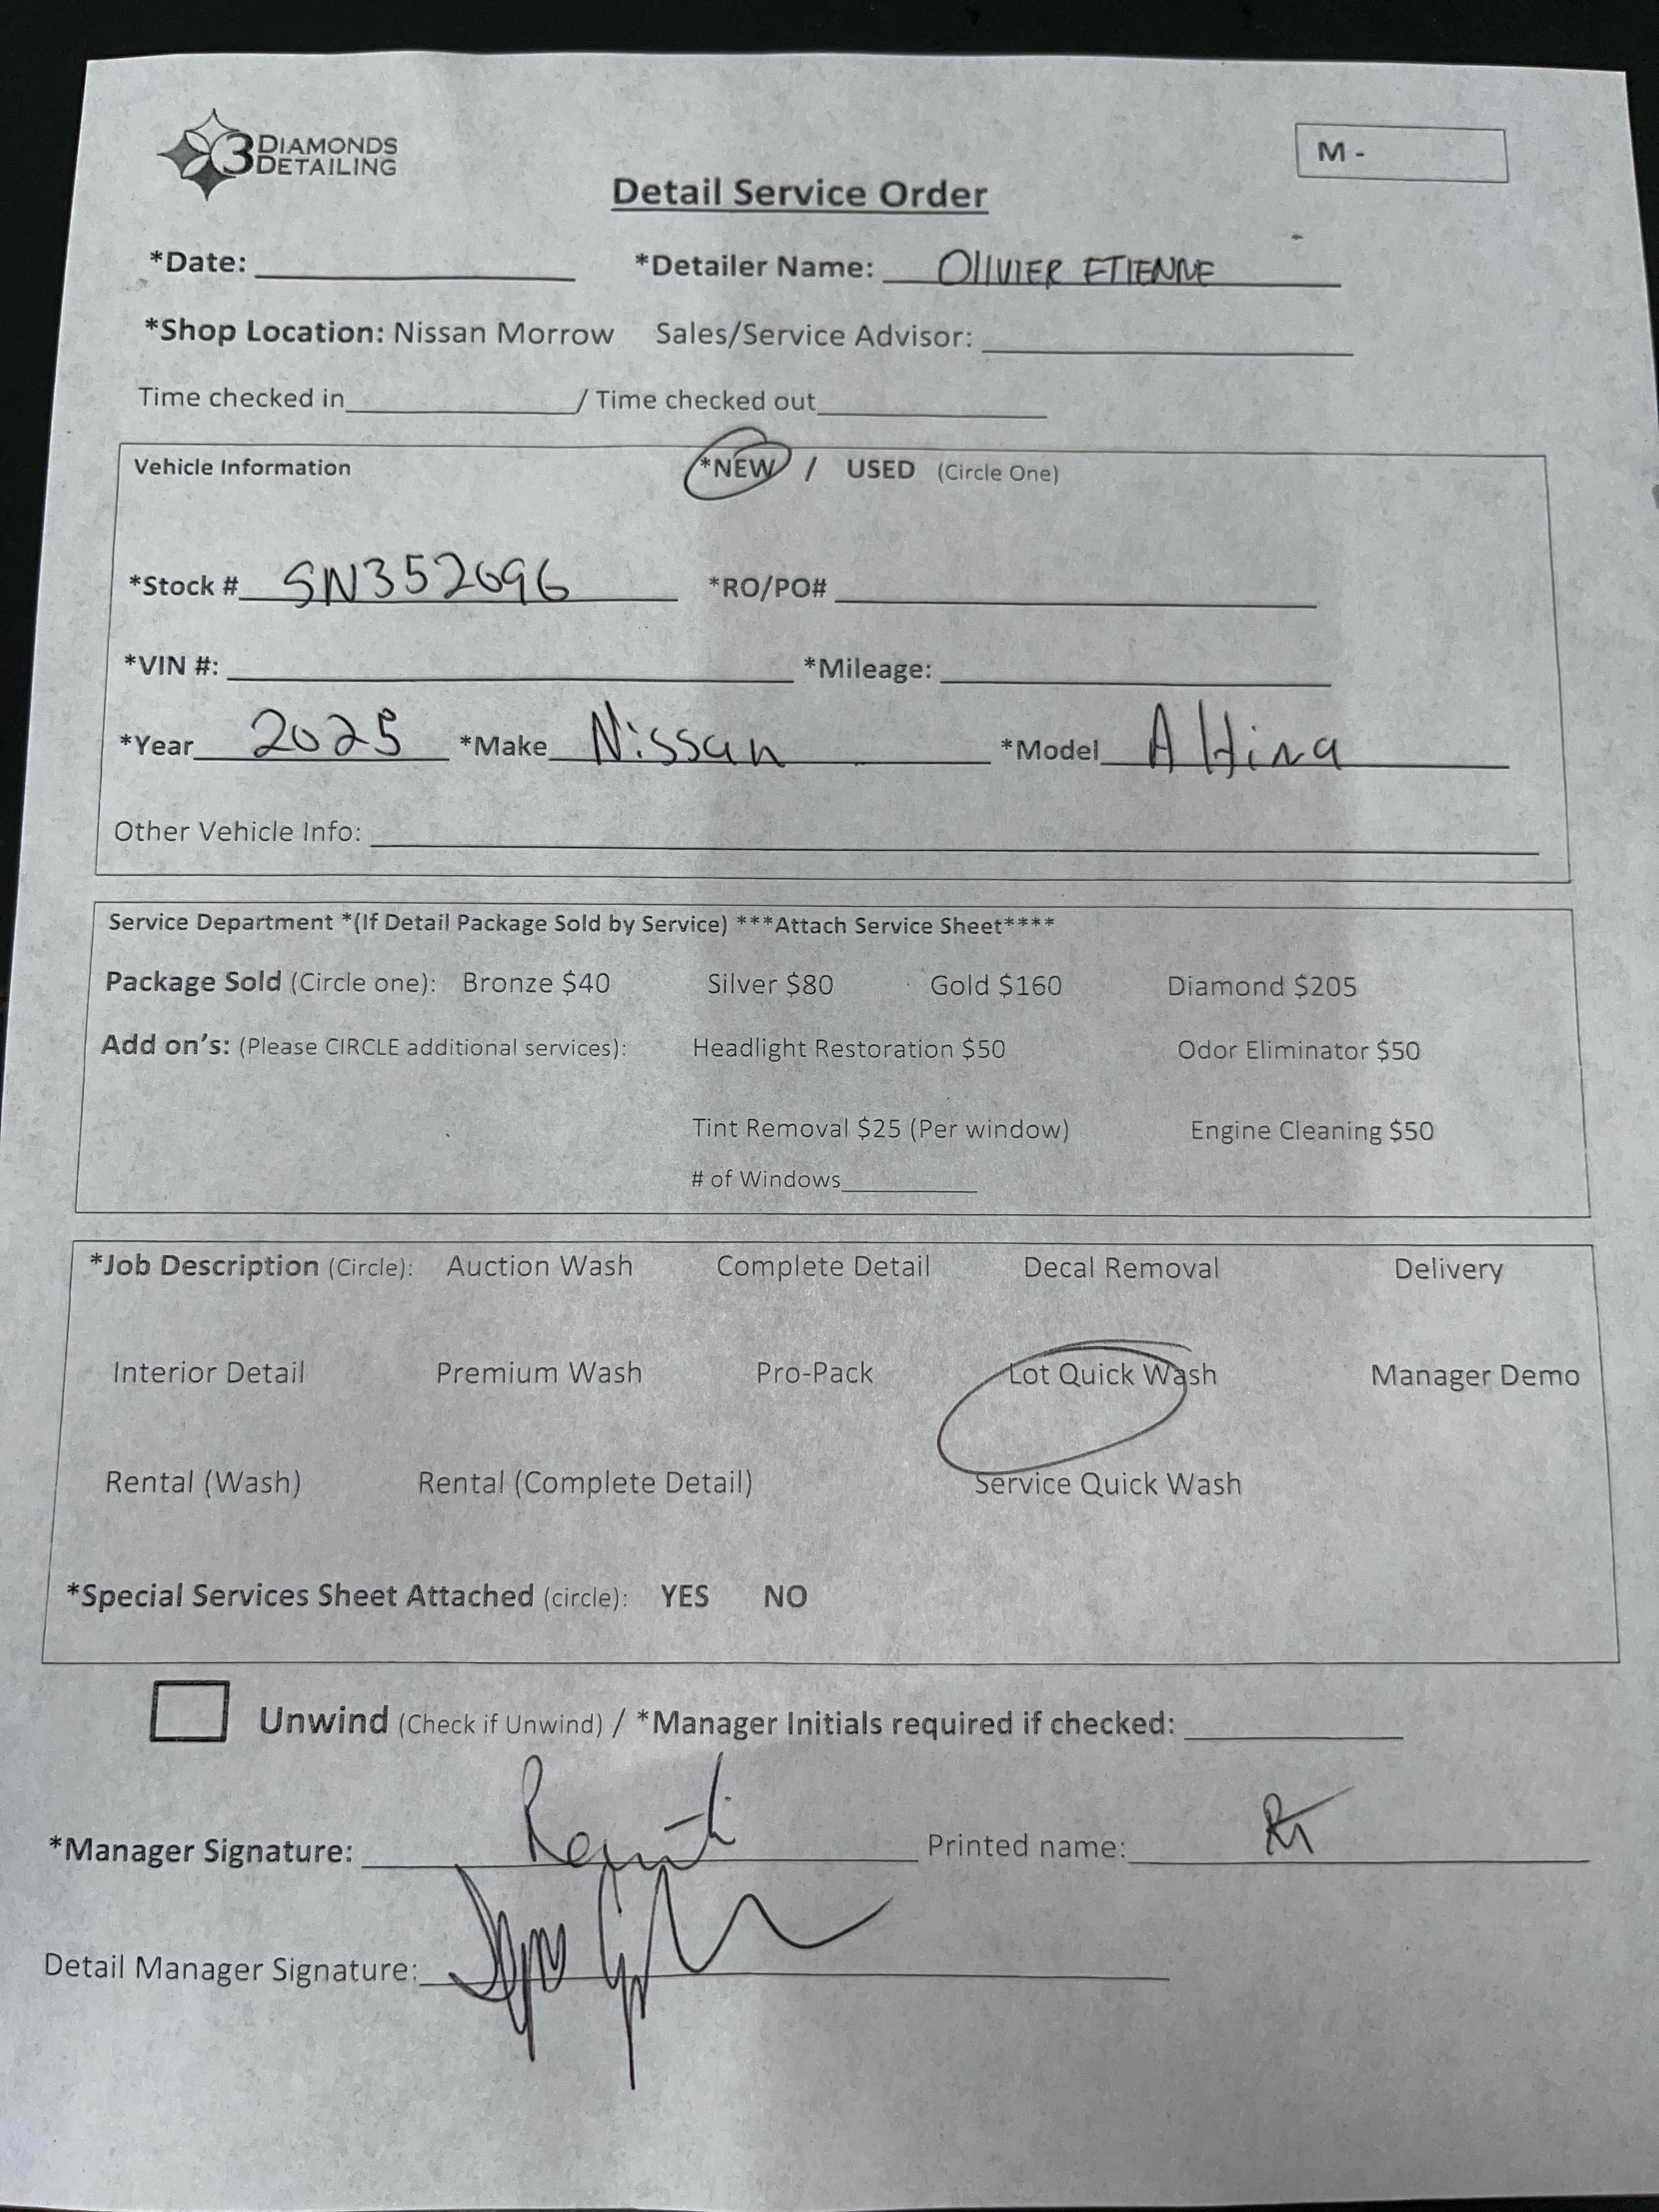 3 DIAMONDS
DETAILING
M -
Detail Service Order
*Date: *Detailer Name: OLIVIER ETIENNE
*Shop Location: Nissan Morrow Sales/Service Advisor:
Time checked in / Time checked out
Vehicle Information *NEW / USED (Circle One)
*Stock # SN352696 *RO/PO#
*VIN #: *Mileage:
*Year 2025 *Make Nissan *Model Altina
Other Vehicle Info:
Service Department *(If Detail Package Sold by Service) ***Attach Service Sheet****
Package Sold (Circle one): Bronze $40 Silver $80 Gold $160 Diamond $205
Add on's: (Please CIRCLE additional services): Headlight Restoration $50 Odor Eliminator $50
Tint Removal $25 (Per window) Engine Cleaning $50
# of Windows
*Job Description (Circle): Auction Wash Complete Detail Decal Removal Delivery
Interior Detail Premium Wash Pro-Pack Lot Quick Wash Manager Demo
Rental (Wash) Rental (Complete Detail) Service Quick Wash
*Special Services Sheet Attached (circle): YES NO
Unwind (Check if Unwind) / *Manager Initials required if checked:
*Manager Signature: Printed name:
Detail Manager Signature: